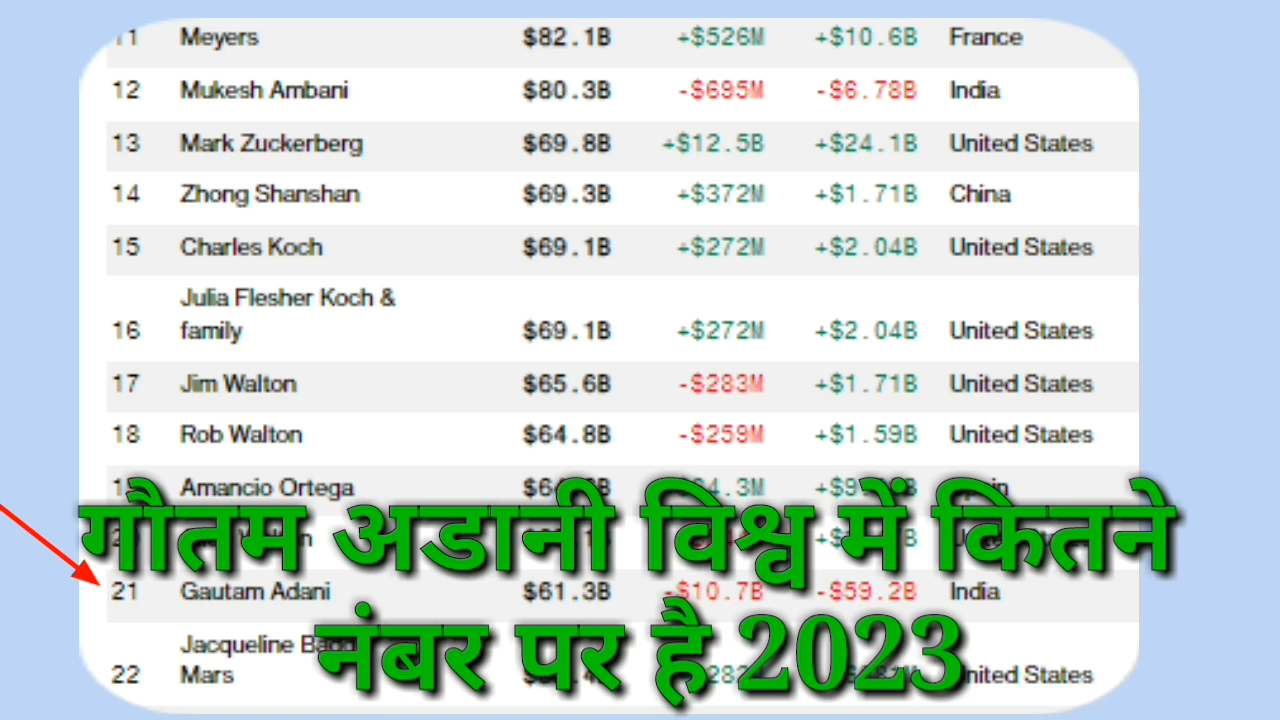 11 Meyers $82.1B +$526M +$10.6B France
12 Mukesh Ambani $80.3B -$695M -$6.78B India
13 Mark Zuckerberg $69.8B +$12.5B +$24.1B United States
14 Zhong Shanshan $69.3B +$372M +$1.71B China
15 Charles Koch $69.1B +$272M +$2.04B United States
Julia Flesher Koch &
16 family $69.1B +$272M +$2.04B United States
17 Jim Walton $65.6B -$283M +$1.71B United States
18 Rob Walton $64.8B -$259M +$1.59B United States
Amancio Ortega
गौतम अडानी विश्व में कितने
21 Gautam Adani $61.3B -$10.7B -$59.2B India
Jacqueline
नंबर पर है 2023
22 Mars United States